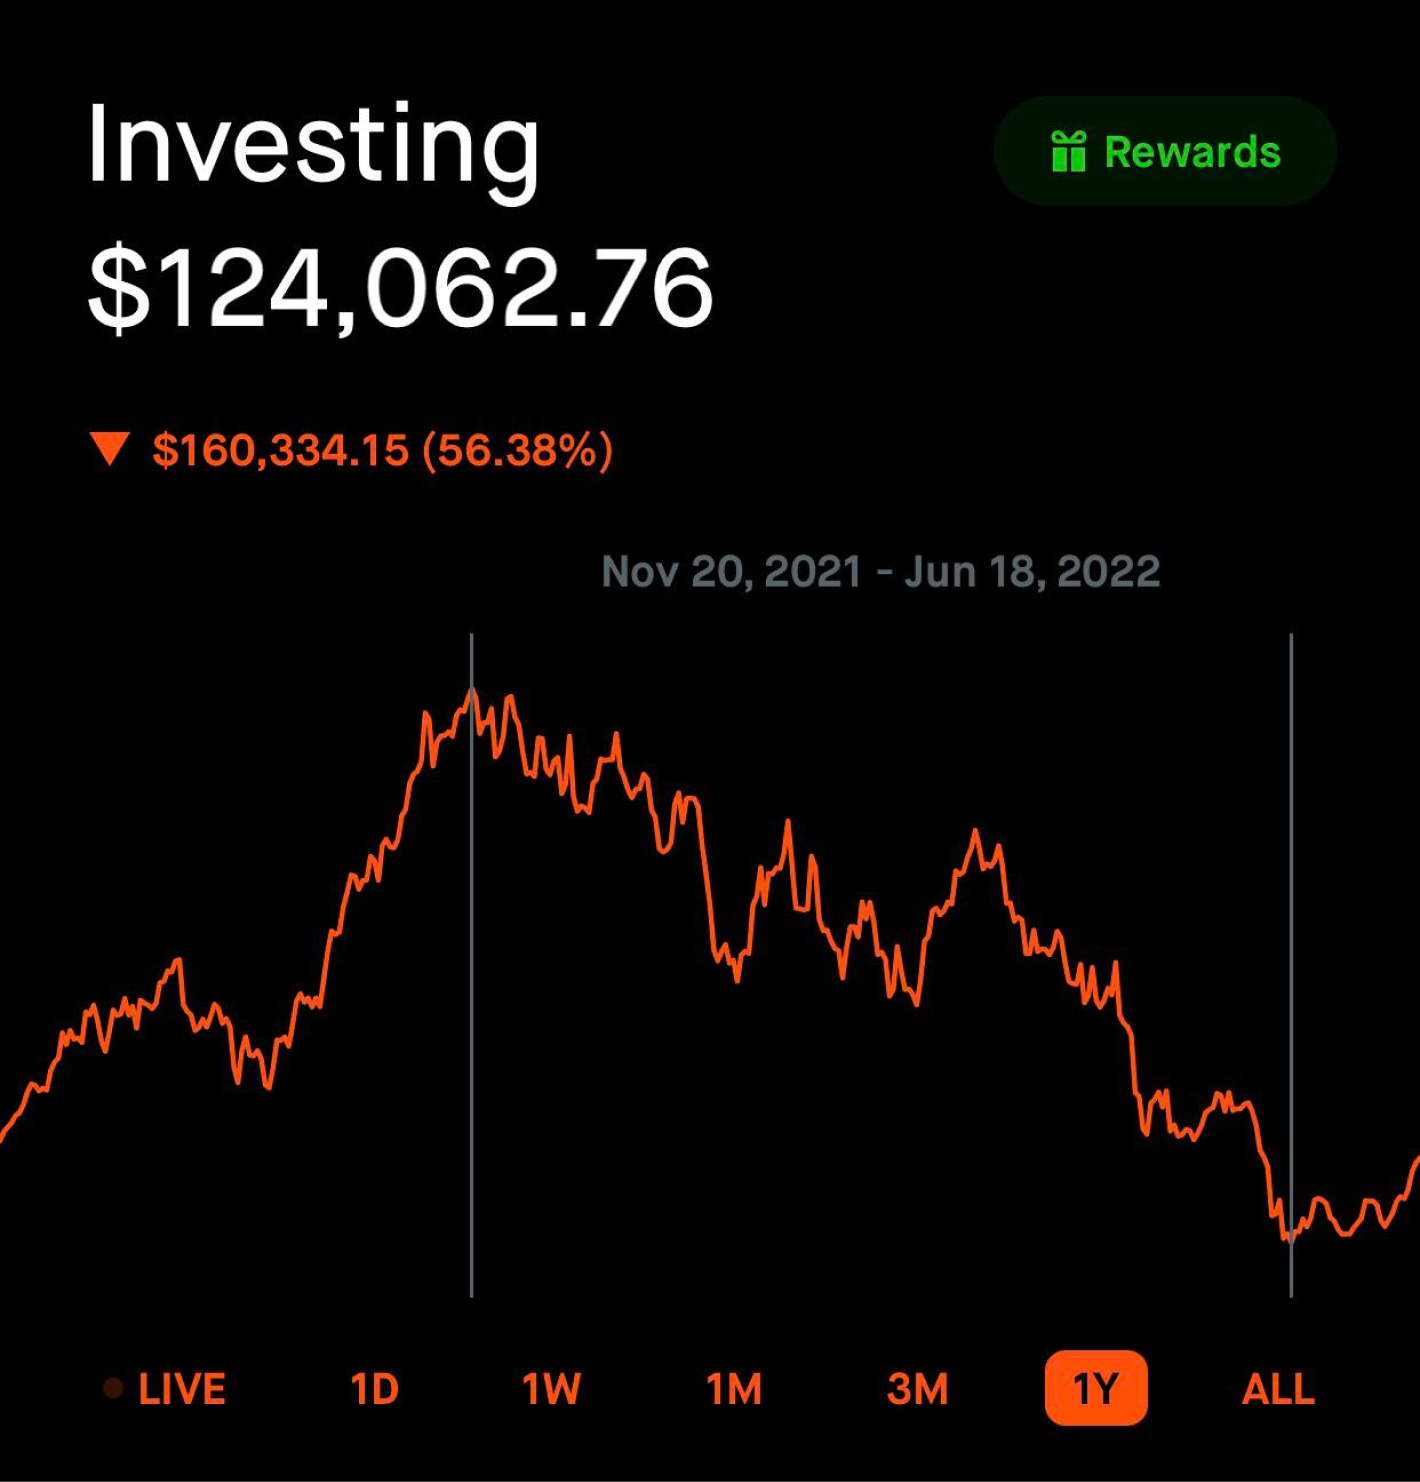 Investing
Rewards
$124,062.76
▼ $160,334.15 (56.38%)
Nov 20, 2021 - Jun 18, 2022
LIVE 1D 1W 1M 3M 1Y ALL